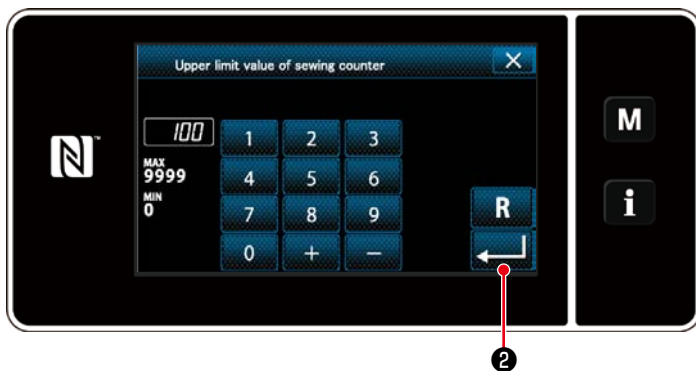 Upper limit value of sewing counter
100
1 2 3
MAX
9999
4 5 6
MIN
0
7 8 9
R
0 + −
M
i
N
❷